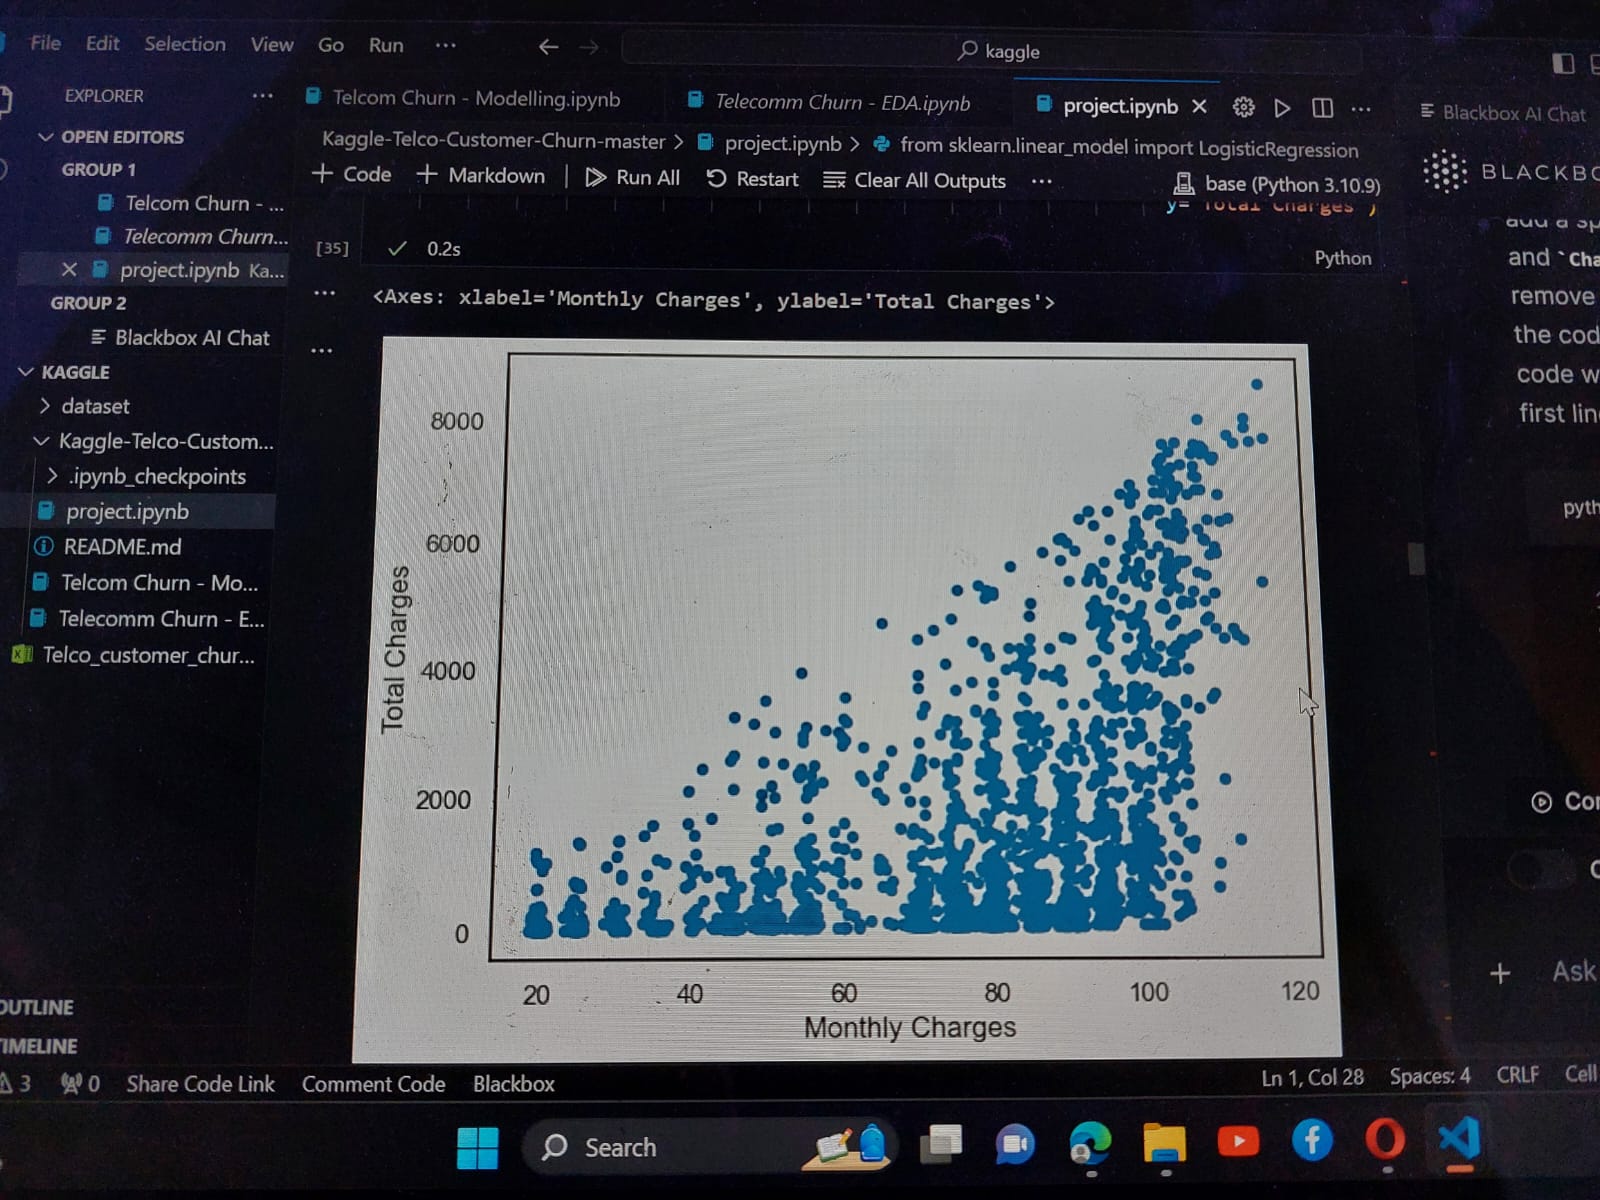 File Edit Selection View Go Run ...
kaggle
EXPLORER ...
OPEN EDITORS
GROUP 1
Telcom Churn - ...
Telecomm Churn...
project.ipynb Ka...
GROUP 2
Blackbox AI Chat
KAGGLE
dataset
Kaggle-Telco-Custom...
.ipynb_checkpoints
project.ipynb
README.md
Telcom Churn - Mo...
Telecomm Churn - E...
Telco_customer_chur...
OUTLINE
TIMELINE
Telcom Churn - Modelling.ipynb
Telecomm Churn - EDA.ipynb
project.ipynb
Kaggle-Telco-Customer-Churn-master > project.ipynb > from sklearn.linear_model import LogisticRegression
+ Code + Markdown | Run All Restart Clear All Outputs ...
base (Python 3.10.9)
y='Total Charges')
[35] 0.2s
Python
<Axes: xlabel='Monthly Charges', ylabel='Total Charges'>
8000
6000
4000
2000
0
Total Charges
20 40 60 80 100 120
Monthly Charges
Blackbox AI Chat
BLACKBO
and `Cha
remove
the cod
code w
first lin
pyth
Ask
3 0 Share Code Link Comment Code Blackbox
Ln 1, Col 28 Spaces: 4 CRLF Cell
Search